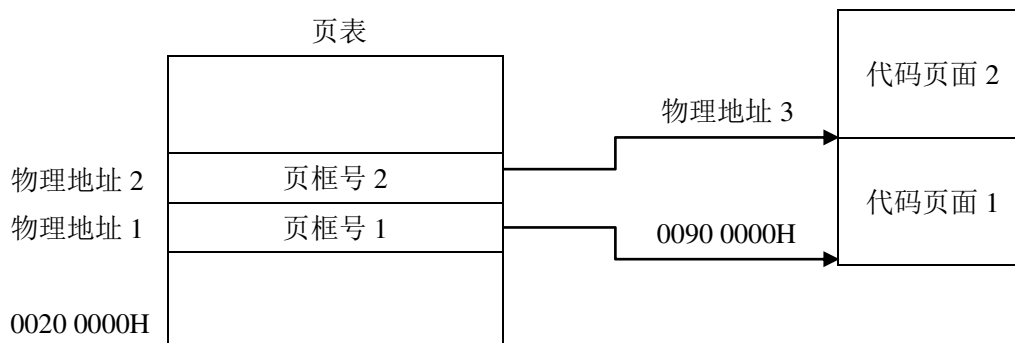 页表
代码页面 2
物理地址 3
物理地址 2
页框号 2
代码页面 1
物理地址 1
页框号 1
0090 0000H
0020 0000H